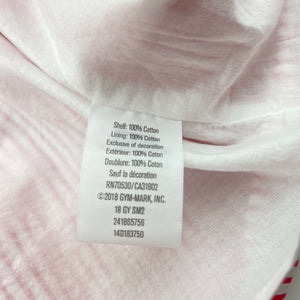 Shell: 100% Cotton
Lining: 100% Cotton
Exclusive of decoration
Extérieur: 100% Coton
Doublure: 100% Coton
Sauf la décoration
RN70530/CA31802
©2018 GYM-MARK, INC.
18 GY SM2
241865756
140183750